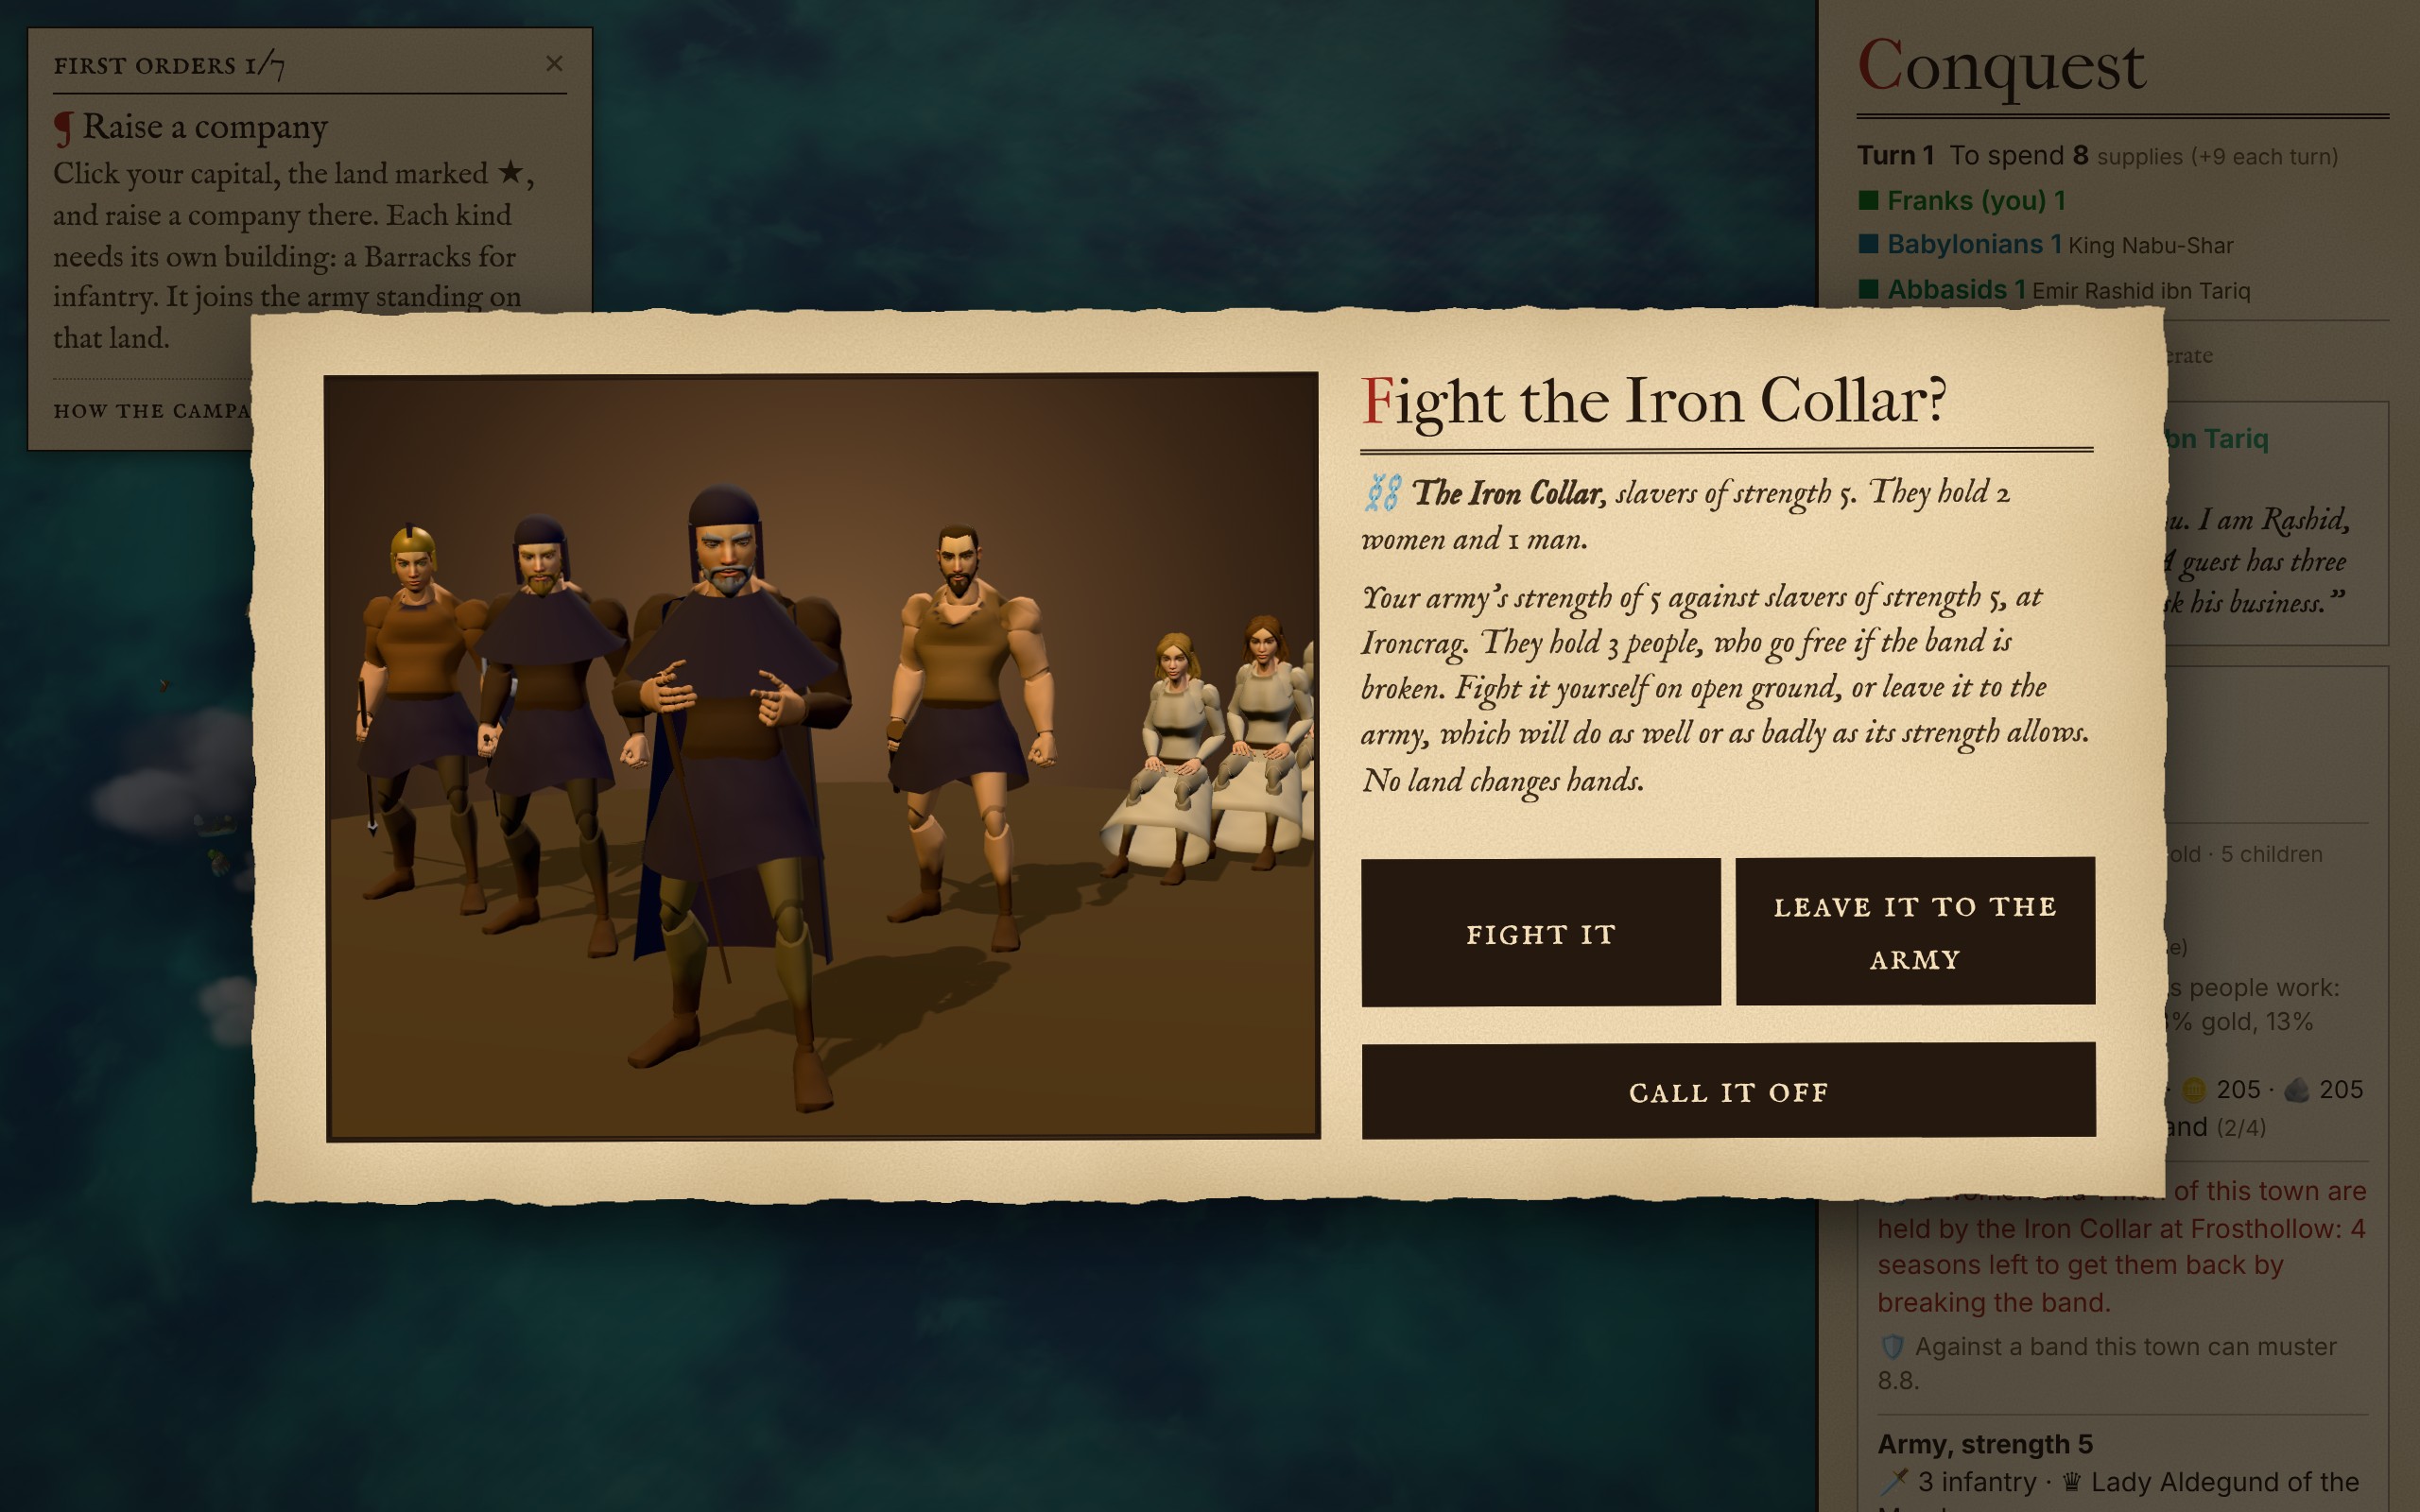 FIRST ORDERS 1/7
×
¶ Raise a company
Click your capital, the land marked ★,
and raise a company there. Each kind
needs its own building: a Barracks for
infantry. It joins the army standing on
that land.
HOW THE
Conquest
Turn 1 To spend 8 supplies (+9 each turn)
Franks (you) 1
Babylonians 1 King Nabu-Shar
Abbasids 1 Emir Rashid ibn Tariq
Fight the Iron Collar?
The Iron Collar, slavers of strength 5. They hold 2
women and 1 man.
Your army's strength of 5 against slavers of strength 5, at
Ironcrag. They hold 3 people, who go free if the band is
broken. Fight it yourself on open ground, or leave it to the
army, which will do as well or as badly as its strength allows.
No land changes hands.
FIGHT IT
LEAVE IT TO THE
ARMY
CALL IT OFF
Tariq
I am Rashid,
guest has three
his business.”
· 5 children
people work:
% gold, 13%
· 205 · 205
(2/4)
of this town are
held by the Iron Collar at Frosthollow: 4
seasons left to get them back by
breaking the band.
Against a band this town can muster
8.8.
Army, strength 5
3 infantry · ♛ Lady Aldegund of the